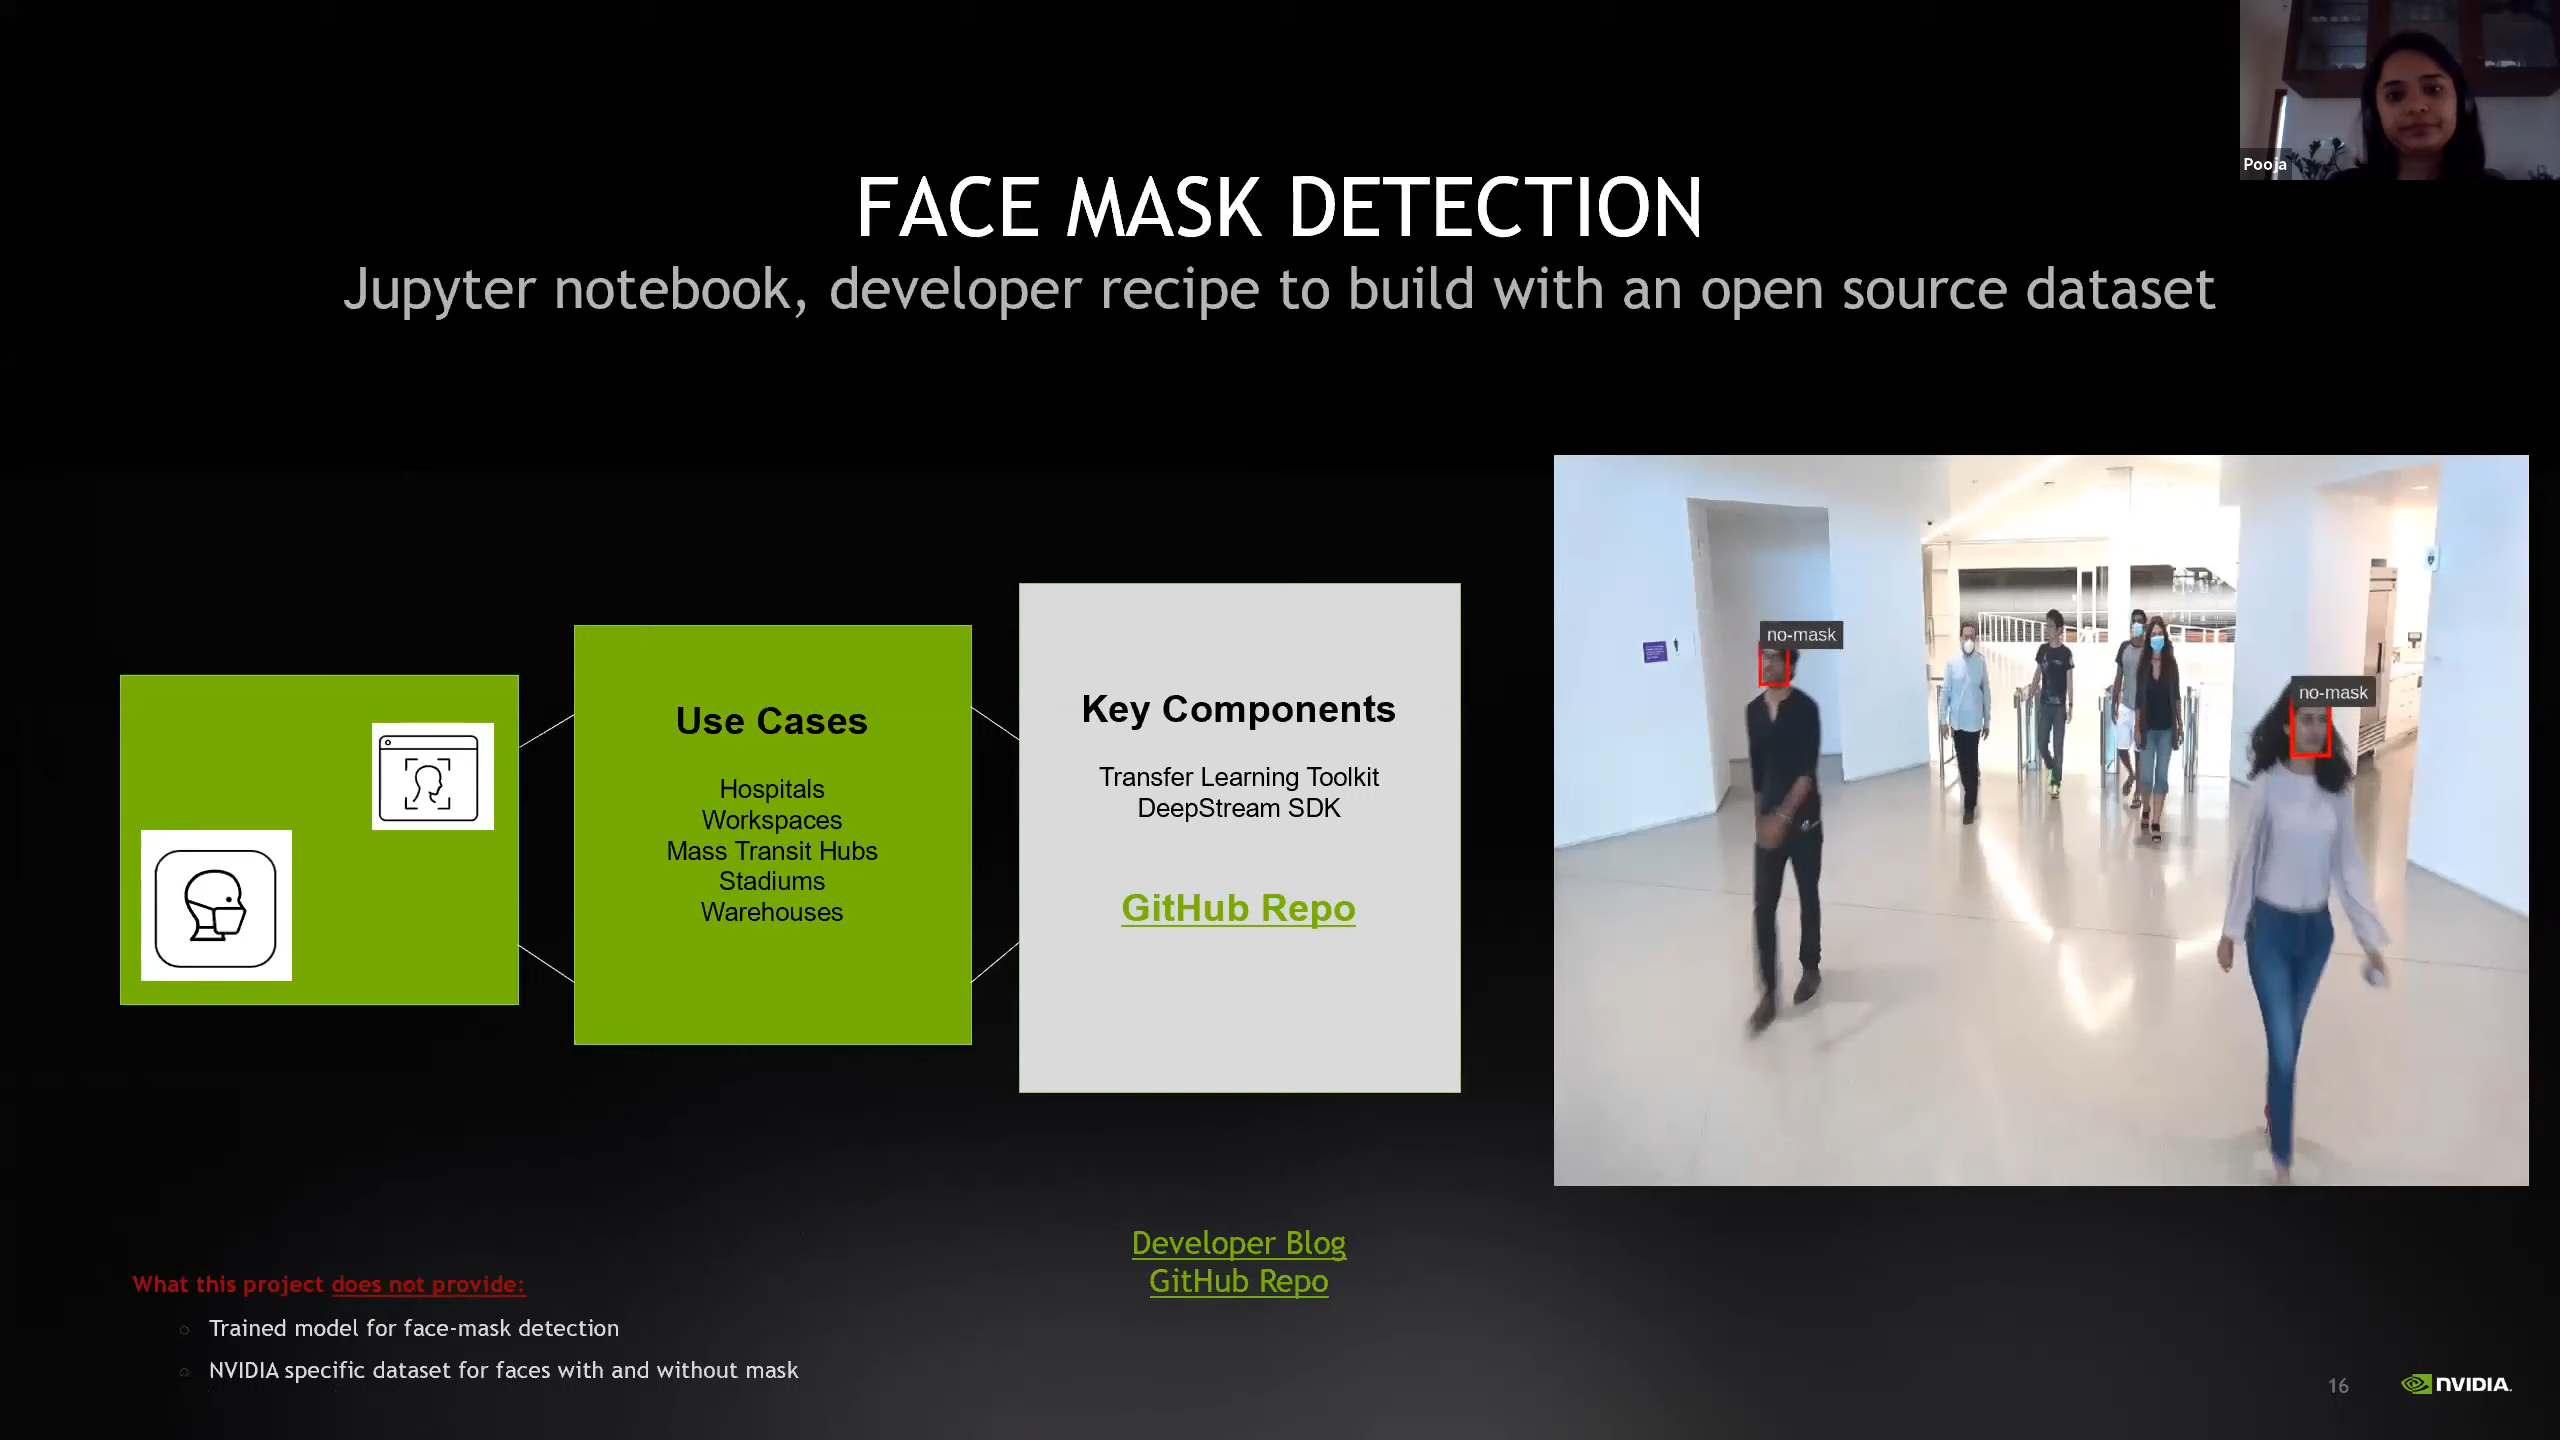 Pooja
FACE MASK DETECTION
Jupyter notebook, developer recipe to build with an open source dataset
Use Cases
Hospitals
Workspaces
Mass Transit Hubs
Stadiums
Warehouses
Key Components
Transfer Learning Toolkit
DeepStream SDK
GitHub Repo
no-mask
no-mask
Developer Blog
GitHub Repo
What this project does not provide:
Trained model for face-mask detection
NVIDIA specific dataset for faces with and without mask
16
NVIDIA.